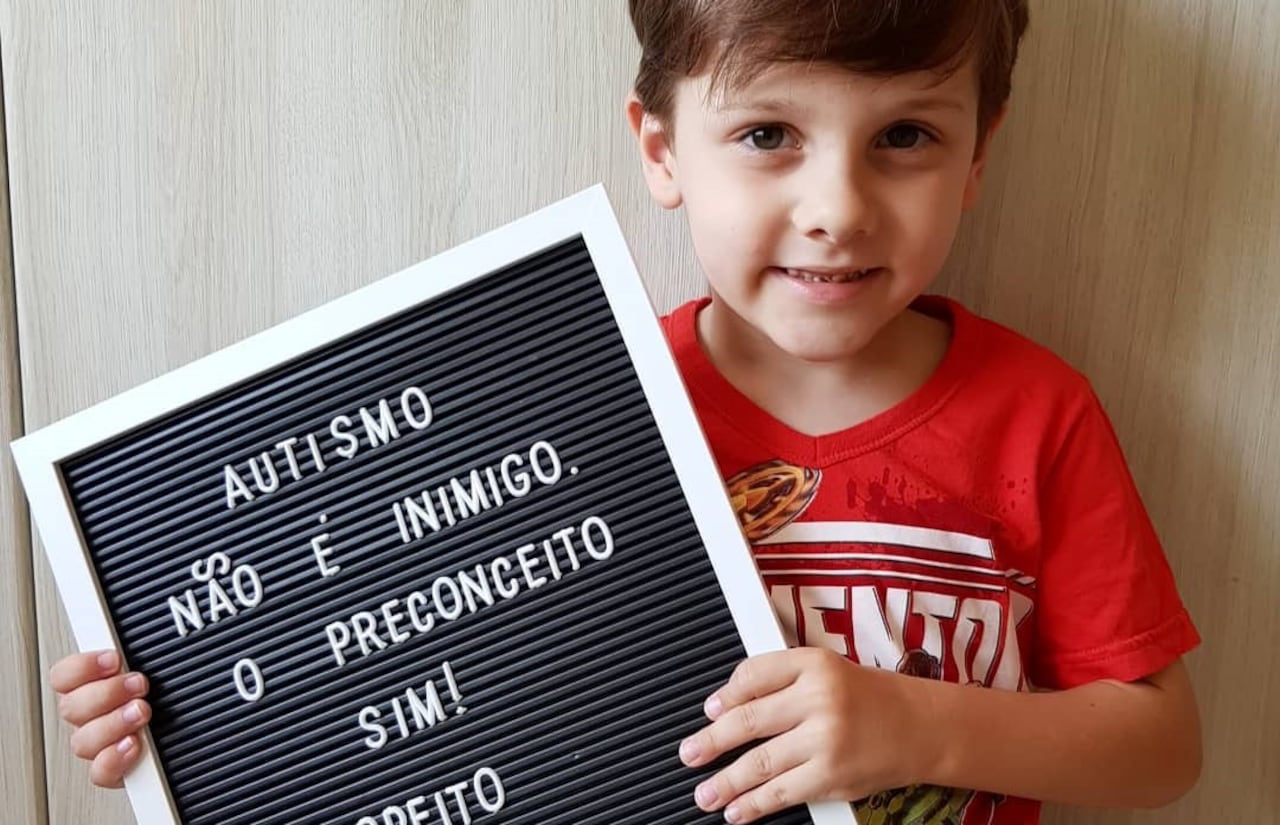 AUTISMO
NÃO É INIMIGO.
O PRECONCEITO
SIM!